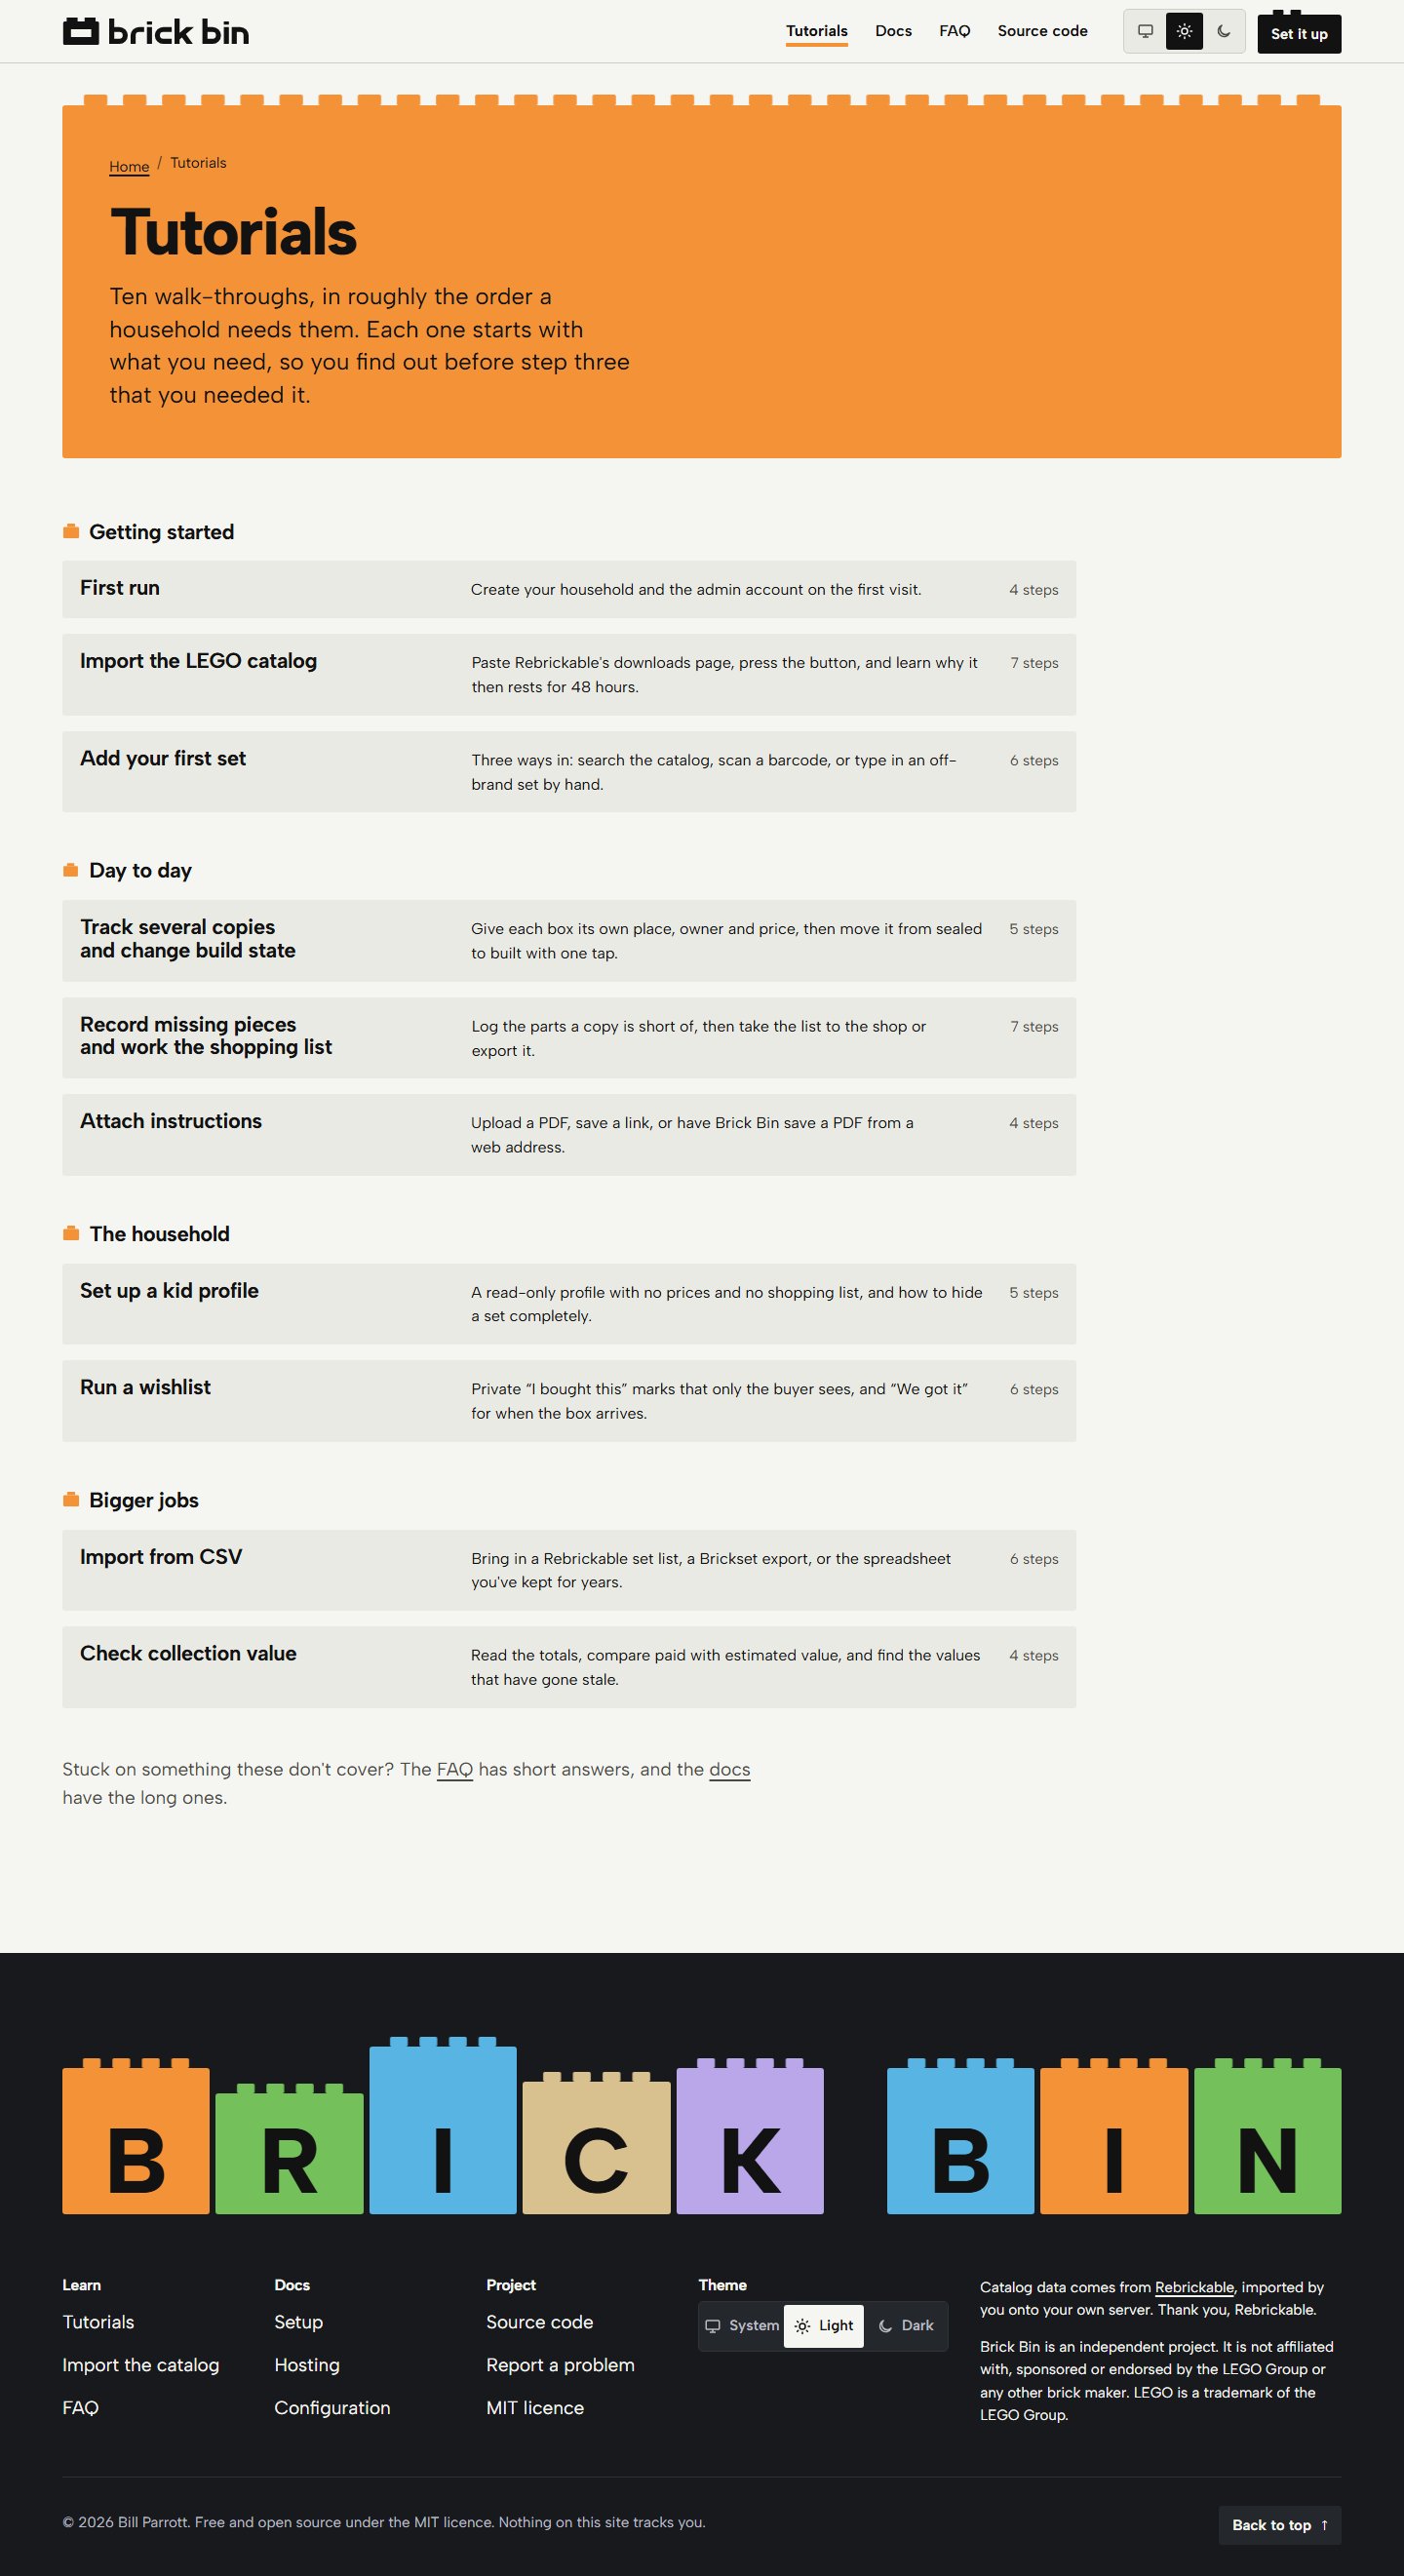 brick bin
Tutorials
Docs
FAQ
Source code
Set it up
Home / Tutorials
Tutorials
Ten walk-throughs, in roughly the order a
household needs them. Each one starts with
what you need, so you find out before step three
that you needed it.
Getting started
First run
Create your household and the admin account on the first visit.
4 steps
Import the LEGO catalog
Paste Rebrickable's downloads page, press the button, and learn why it
then rests for 48 hours.
7 steps
Add your first set
Three ways in: search the catalog, scan a barcode, or type in an off-
brand set by hand.
6 steps
Day to day
Track several copies
and change build state
Give each box its own place, owner and price, then move it from sealed
to built with one tap.
5 steps
Record missing pieces
and work the shopping list
Log the parts a copy is short of, then take the list to the shop or
export it.
7 steps
Attach instructions
Upload a PDF, save a link, or have Brick Bin save a PDF from a
web address.
4 steps
The household
Set up a kid profile
A read-only profile with no prices and no shopping list, and how to hide
a set completely.
5 steps
Run a wishlist
Private “I bought this” marks that only the buyer sees, and “We got it”
for when the box arrives.
6 steps
Bigger jobs
Import from CSV
Bring in a Rebrickable set list, a Brickset export, or the spreadsheet
you've kept for years.
6 steps
Check collection value
Read the totals, compare paid with estimated value, and find the values
that have gone stale.
4 steps
Stuck on something these don't cover? The FAQ has short answers, and the docs
have the long ones.
BRICK BIN
Learn
Tutorials
Import the catalog
FAQ
Docs
Setup
Hosting
Configuration
Project
Source code
Report a problem
MIT licence
Theme
System
Light
Dark
Catalog data comes from Rebrickable, imported by
you onto your own server. Thank you, Rebrickable.
Brick Bin is an independent project. It is not affiliated
with, sponsored or endorsed by the LEGO Group or
any other brick maker. LEGO is a trademark of the
LEGO Group.
© 2026 Bill Parrott. Free and open source under the MIT licence. Nothing on this site tracks you.
Back to top ↑